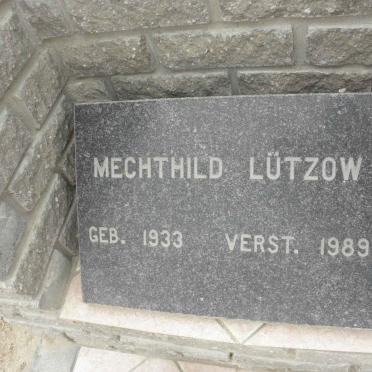 MECHTHILD LÜTZOW
GEB. 1933 VERST. 1989